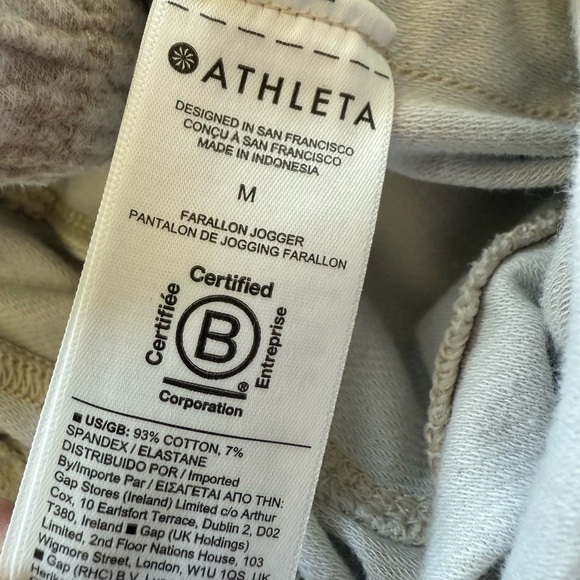 ATHLETA
DESIGNED IN SAN FRANCISCO
CONÇU À SAN FRANCISCO
MADE IN INDONESIA
M
FARALLON JOGGER
PANTALON DE JOGGING FARALLON
Certified
Certifiée
B
Entreprise
®
Corporation
■ US/GB: 93% COTTON, 7%
SPANDEX / ELASTANE
DISTRIBUIDO POR / Imported
By/Importe Par / ΕΙΣΑΓΕΤΑΙ ΑΠΟ ΤΗΝ:
Gap Stores (Ireland) Limited c/o Arthur
Cox, 10 Earlsfort Terrace, Dublin 2, D02
T380, Ireland ■ Gap (UK Holdings)
Limited, 2nd Floor Nations House, 103
Wigmore Street, London, W1U 1QS, UK
■ Gap (RHC) B.V.